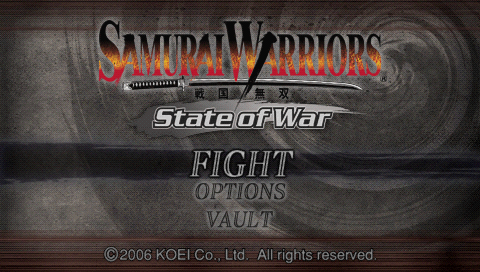 SAMURAI WARRIORS
戦国無双
State of War
FIGHT
OPTIONS
VAULT
©2006 KOEI Co., Ltd. All rights reserved.